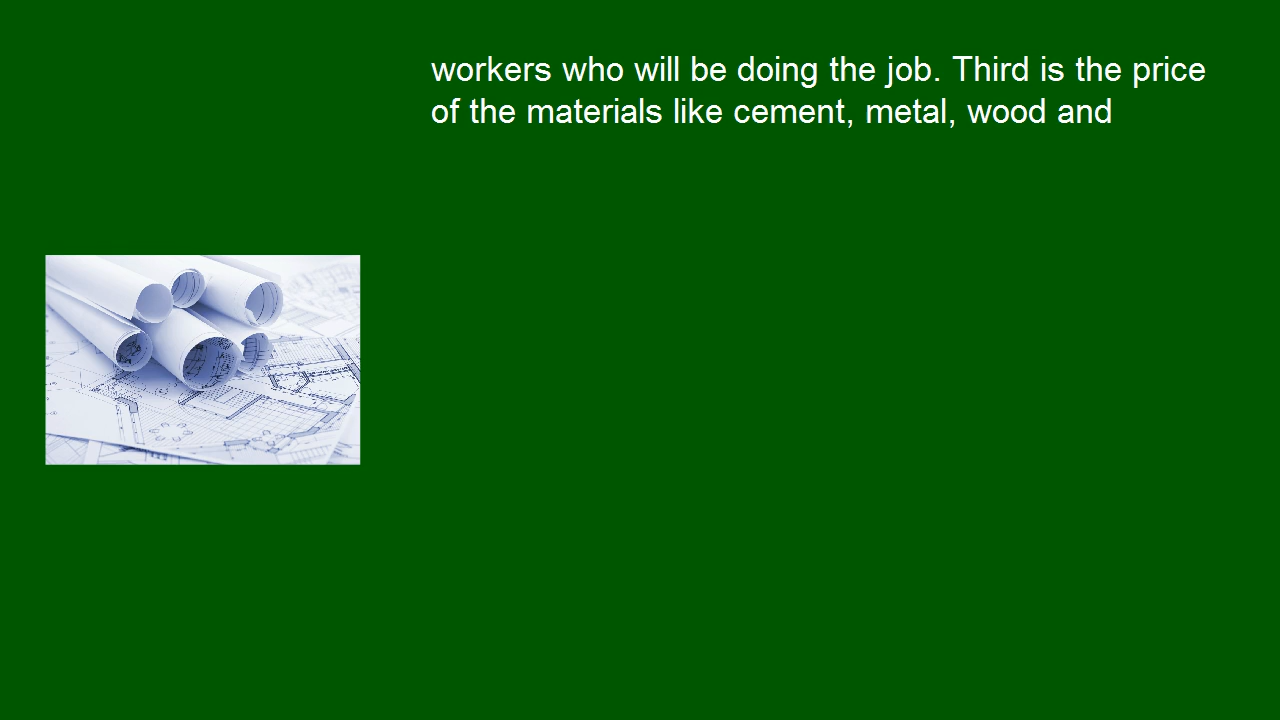 workers who will be doing the job. Third is the price
of the materials like cement, metal, wood and